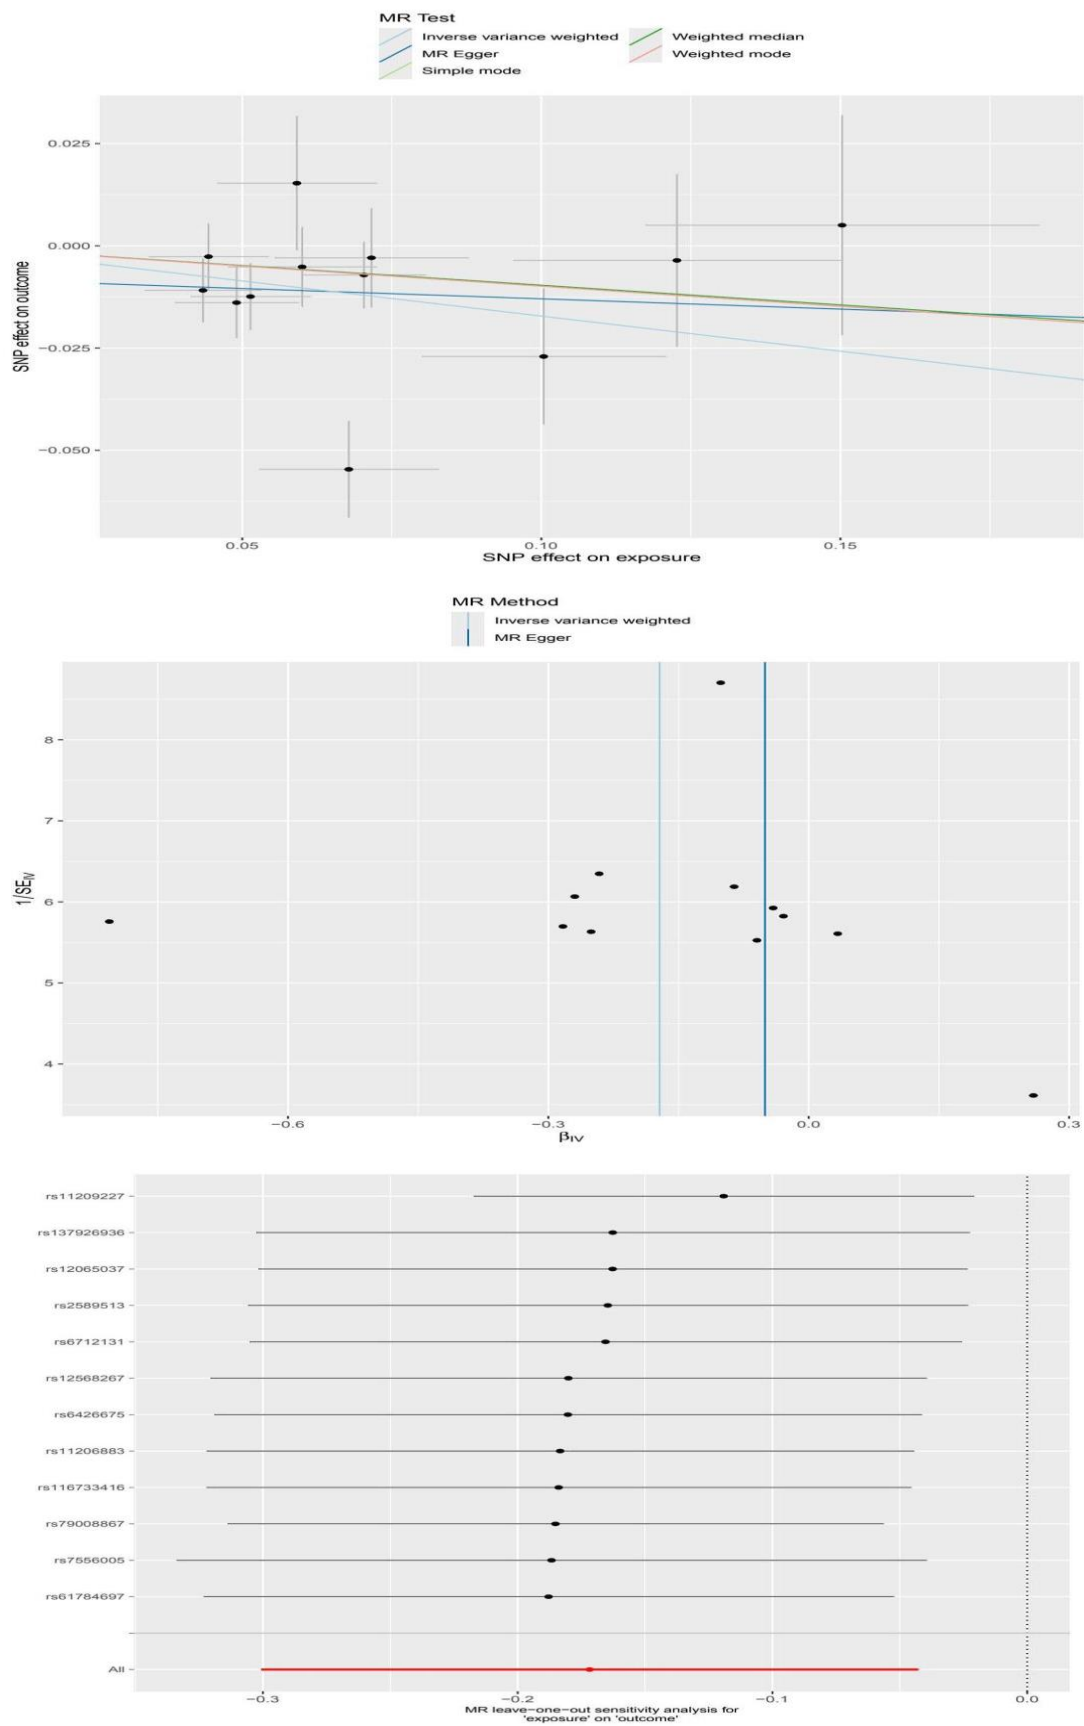 MR Test
Inverse variance weighted Weighted median
MR Egger Weighted mode
Simple mode
0.025
0.000
−0.025
−0.050
SNP effect on outcome
0.05 0.10 0.15
SNP effect on exposure
MR Method
Inverse variance weighted
MR Egger
8
7
6
5
4
1/SEIV
−0.6 −0.3 0.0 0.3
βIV
rs11209227
rs137926936
rs12065037
rs2589513
rs6712131
rs12568267
rs6426675
rs11206883
rs116733416
rs79008867
rs7556005
rs61784697
All
−0.3 −0.2 −0.1 0.0
MR leave−one−out sensitivity analysis for
'exposure' on 'outcome'